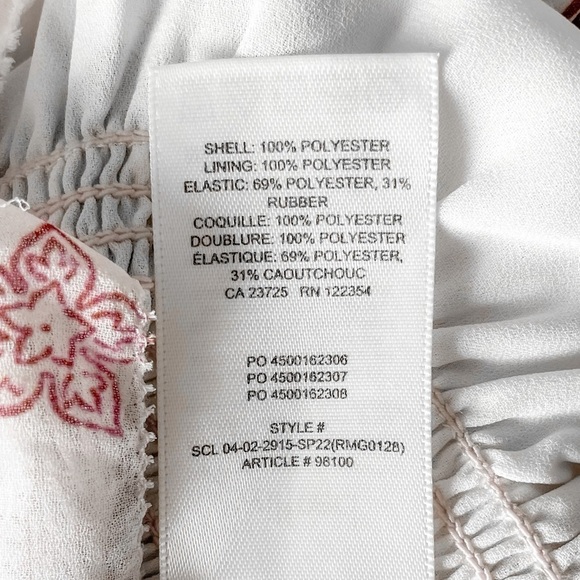 SHELL: 100% POLYESTER
LINING: 100% POLYESTER
ELASTIC: 69% POLYESTER, 31%
RUBBER
COQUILLE: 100% POLYESTER
DOUBLURE: 100% POLYESTER
ÉLASTIQUE: 69% POLYESTER,
31% CAOUTCHOUC
CA 23725 RN 122354
PO 4500162306
PO 4500162307
PO 4500162308
STYLE #
SCL 04-02-2915-SP22(RMG0128)
ARTICLE # 98100